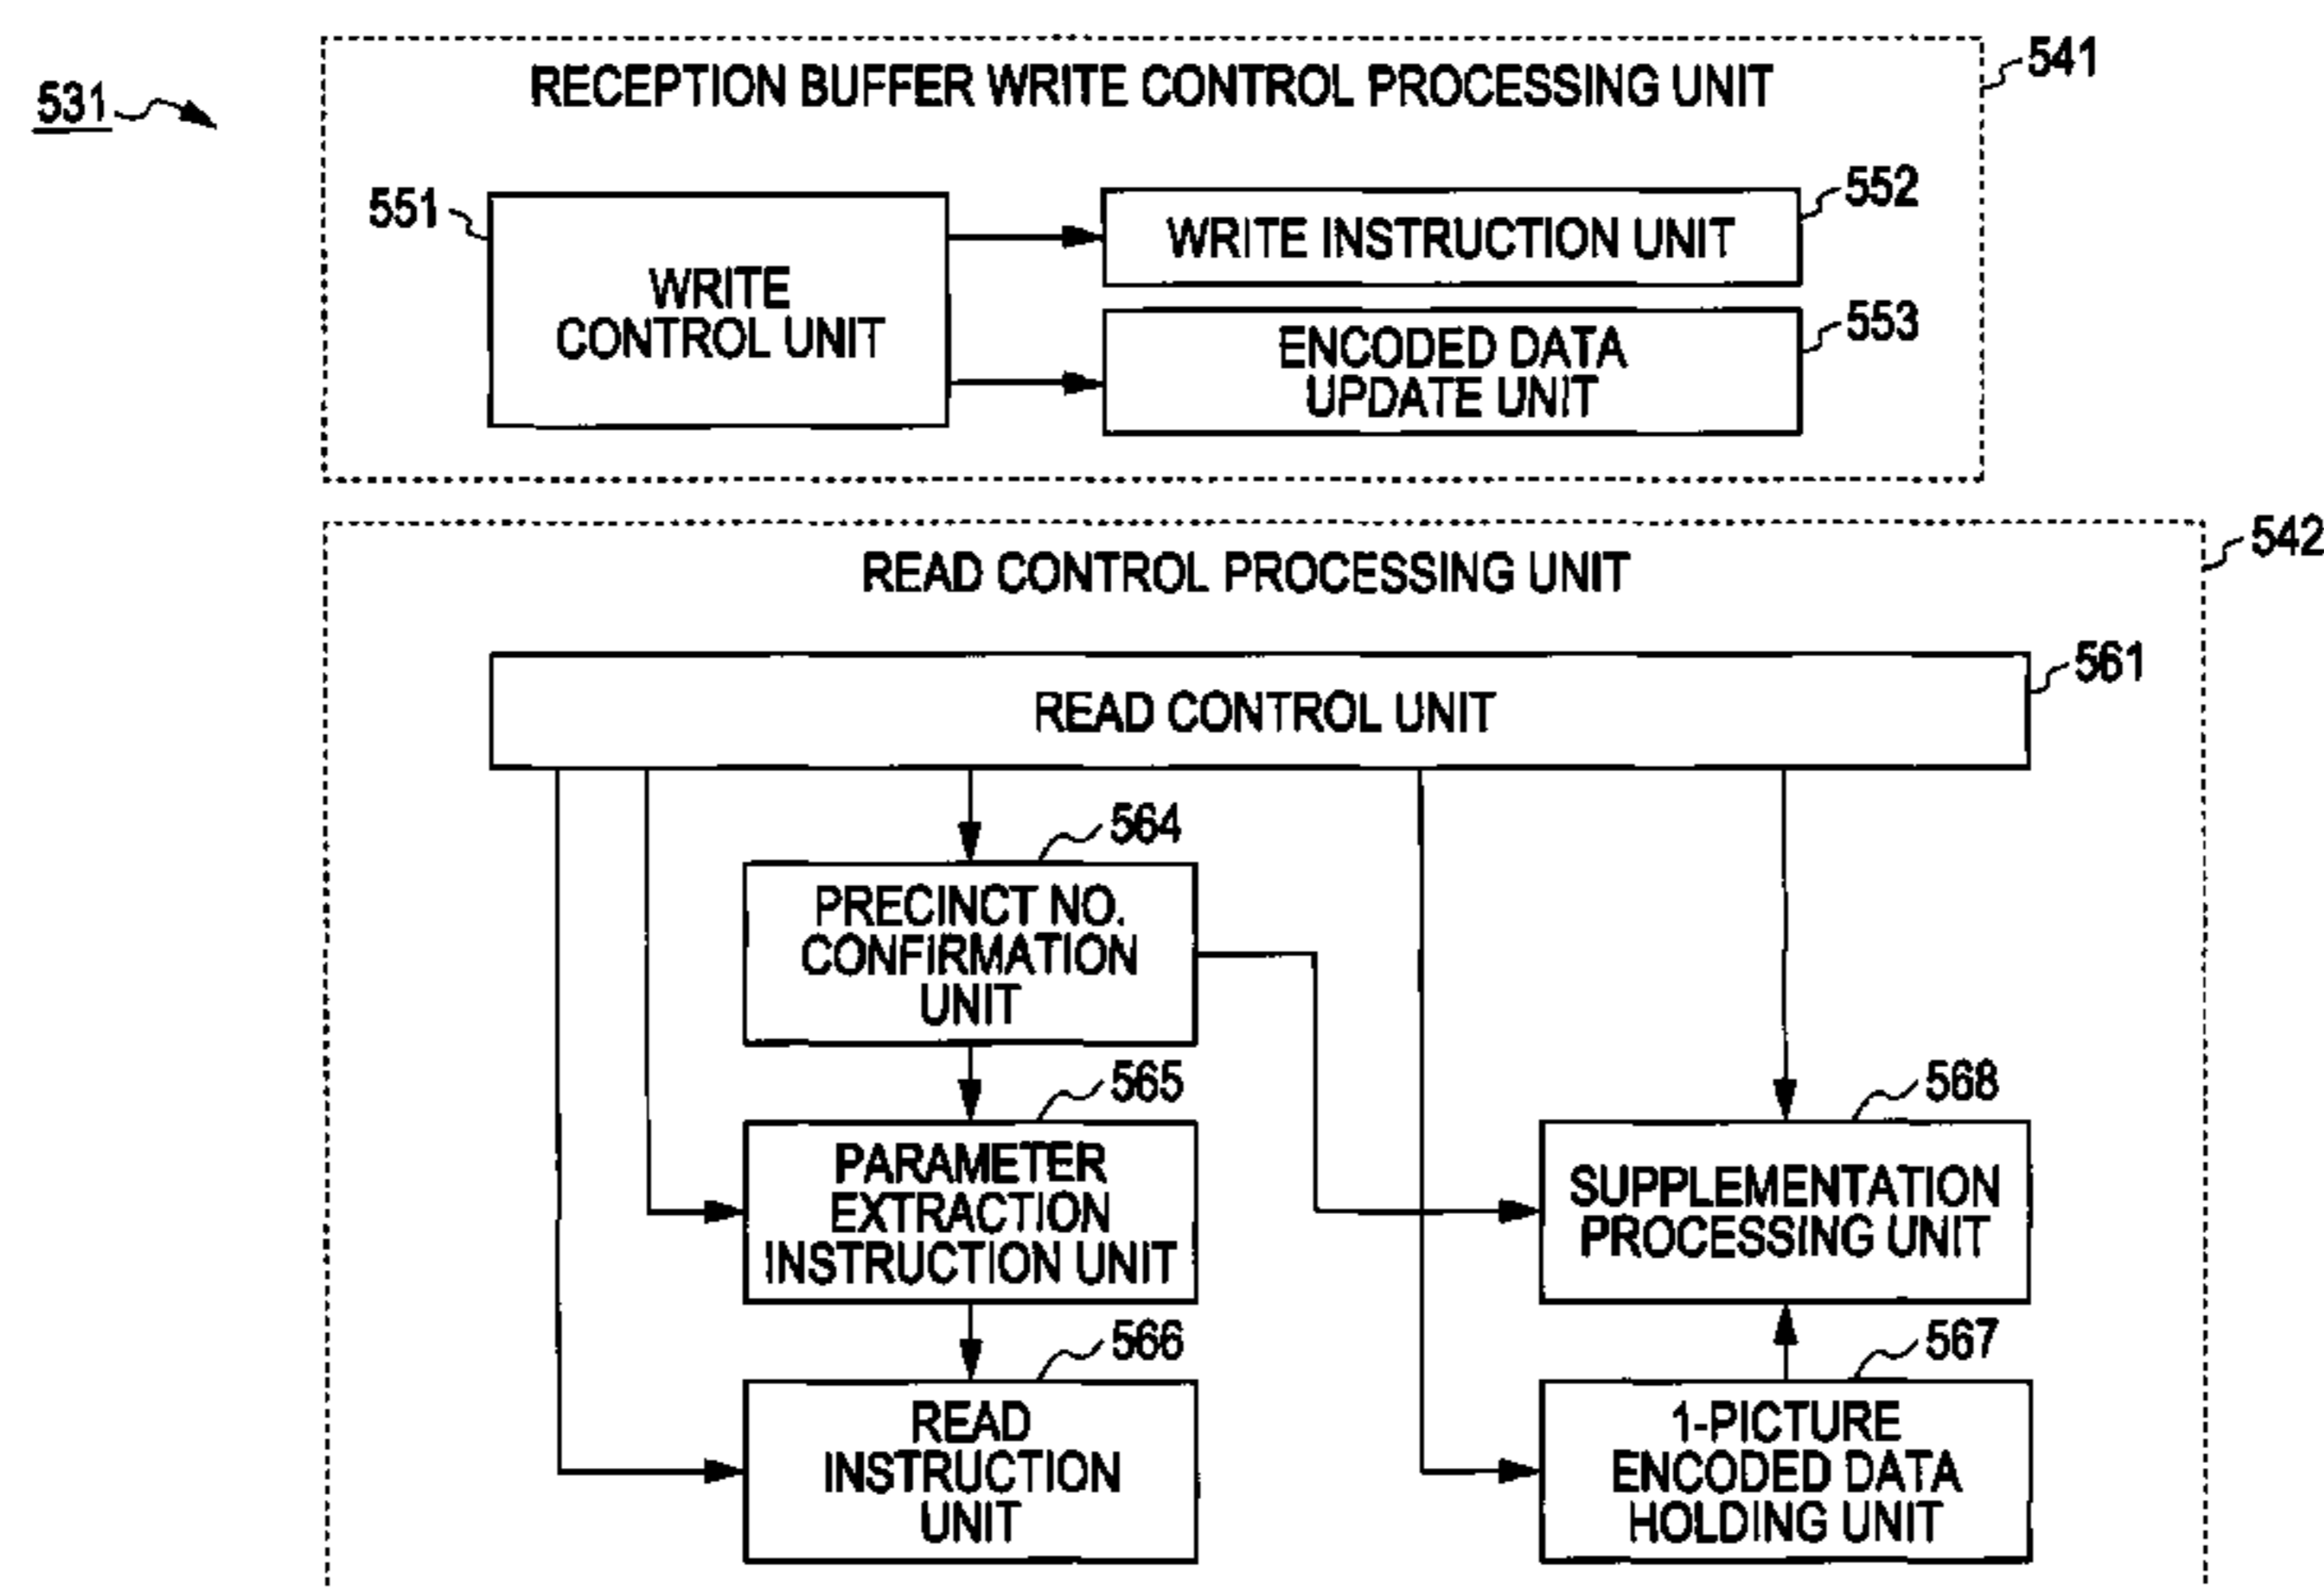 531
RECEPTION BUFFER WRITE CONTROL PROCESSING UNIT
541
551
WRITE
CONTROL UNIT
552
WRITE INSTRUCTION UNIT
553
ENCODED DATA
UPDATE UNIT
542
READ CONTROL PROCESSING UNIT
561
READ CONTROL UNIT
564
PRECINCT NO.
CONFIRMATION
UNIT
565
PARAMETER
EXTRACTION
INSTRUCTION UNIT
568
SUPPLEMENTATION
PROCESSING UNIT
566
READ
INSTRUCTION
UNIT
567
1-PICTURE
ENCODED DATA
HOLDING UNIT